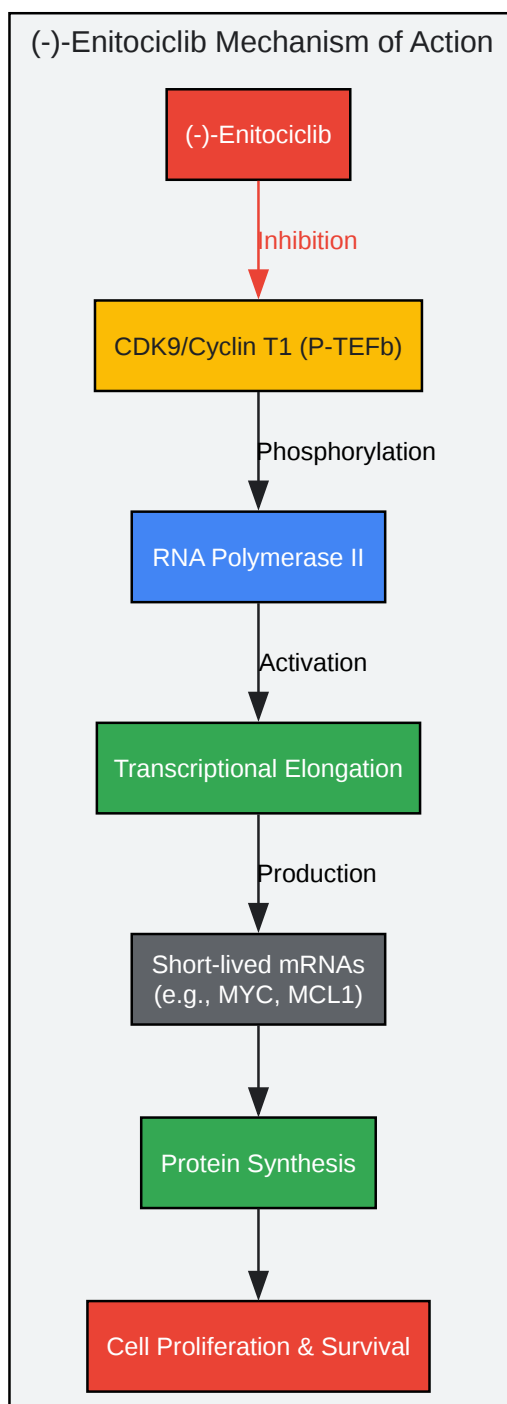 (-)-Enitociclib Mechanism of Action
(-)-Enitociclib
Inhibition
CDK9/Cyclin T1 (P-TEFb)
Phosphorylation
RNA Polymerase II
Activation
Transcriptional Elongation
Production
Short-lived mRNAs
(e.g., MYC, MCL1)
Protein Synthesis
Cell Proliferation & Survival